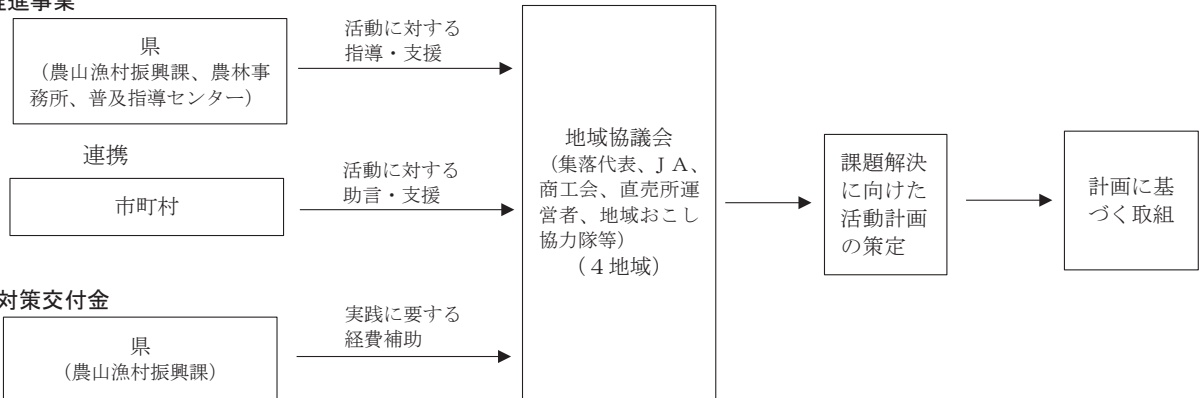 推進事業
県
（農山漁村振興課、農林事
務所、普及指導センター）
活動に対する
指導・支援
連携
市町村
活動に対する
助言・支援
対策交付金
県
（農山漁村振興課）
実践に要する
経費補助
地域協議会
（集落代表、ＪＡ、
商工会、直売所運
営者、地域おこし
協力隊等）
（４地域）
課題解決
に向けた
活動計画
の策定
計画に基
づく取組